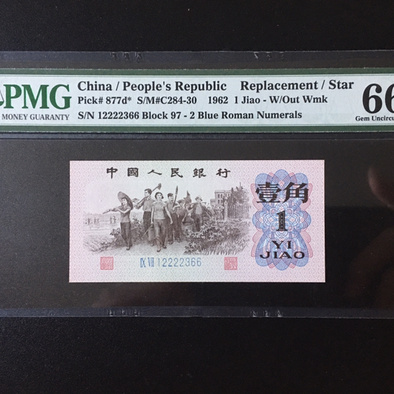 PMG
MONEY GUARANTY
China / People's Republic Replacement / Star
Pick# 877d* S/M#C284-30 1962 1 Jiao - W/Out Wmk
S/N 12222366 Block 97 - 2 Blue Roman Numerals
66
Gem Uncirc
中國人民銀行
壹角
1
YI
JIAO
IX VII 12222366